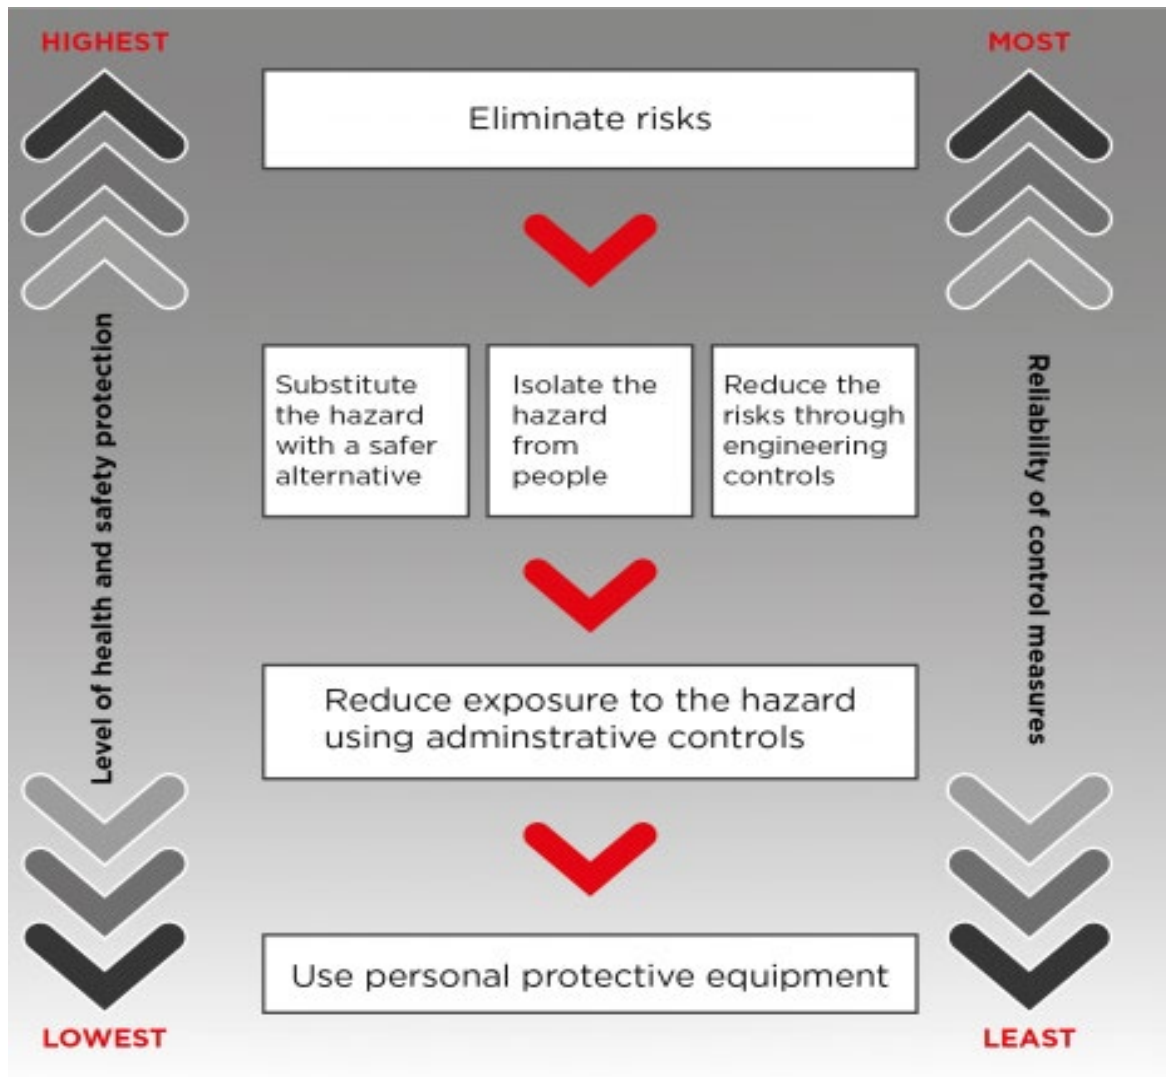 HIGHEST
MOST
Eliminate risks
Substitute
the hazard
with a safer
alternative
Isolate the
hazard
from
people
Reduce the
risks through
engineering
controls
Level of health and safety protection
Reliability of control measures
Reduce exposure to the hazard
using adminstrative controls
Use personal protective equipment
LOWEST
LEAST